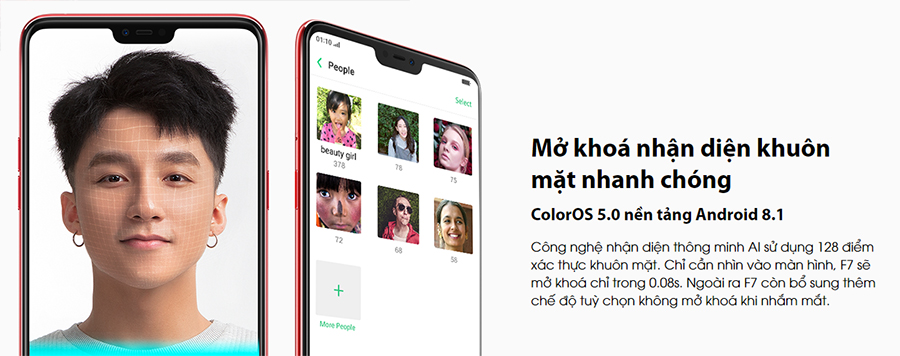 01:10
People
Select
beauty girl
378
78
75
72
68
58
+
More People
Mở khoá nhận diện khuôn
mặt nhanh chóng
ColorOS 5.0 nền tảng Android 8.1
Công nghệ nhận diện thông minh AI sử dụng 128 điểm
xác thực khuôn mặt. Chỉ cần nhìn vào màn hình, F7 sẽ
mở khoá chỉ trong 0.08s. Ngoài ra F7 còn bổ sung thêm
chế độ tuỳ chọn không mở khoá khi nhắm mắt.